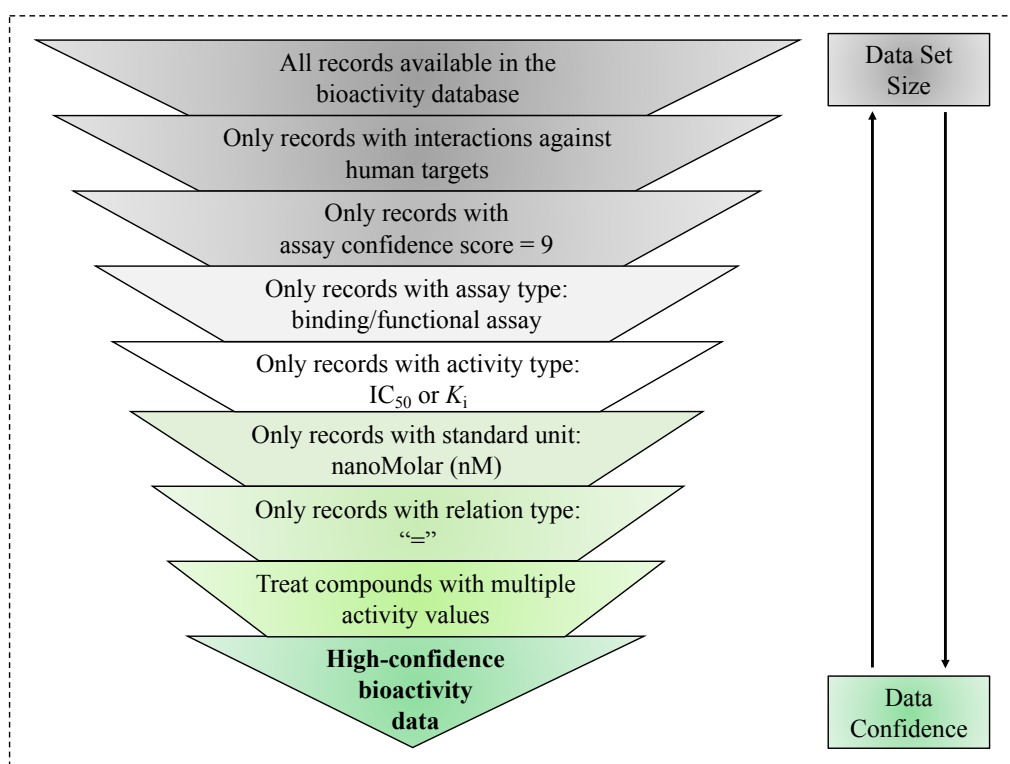 All records available in the
bioactivity database
Only records with interactions against
human targets
Only records with
assay confidence score = 9
Only records with assay type:
binding/functional assay
Only records with activity type:
IC₅₀ or Kᵢ
Only records with standard unit:
nanoMolar (nM)
Only records with relation type:
“=”
Treat compounds with multiple
activity values
High-confidence
bioactivity
data
Data Set
Size
Data
Confidence